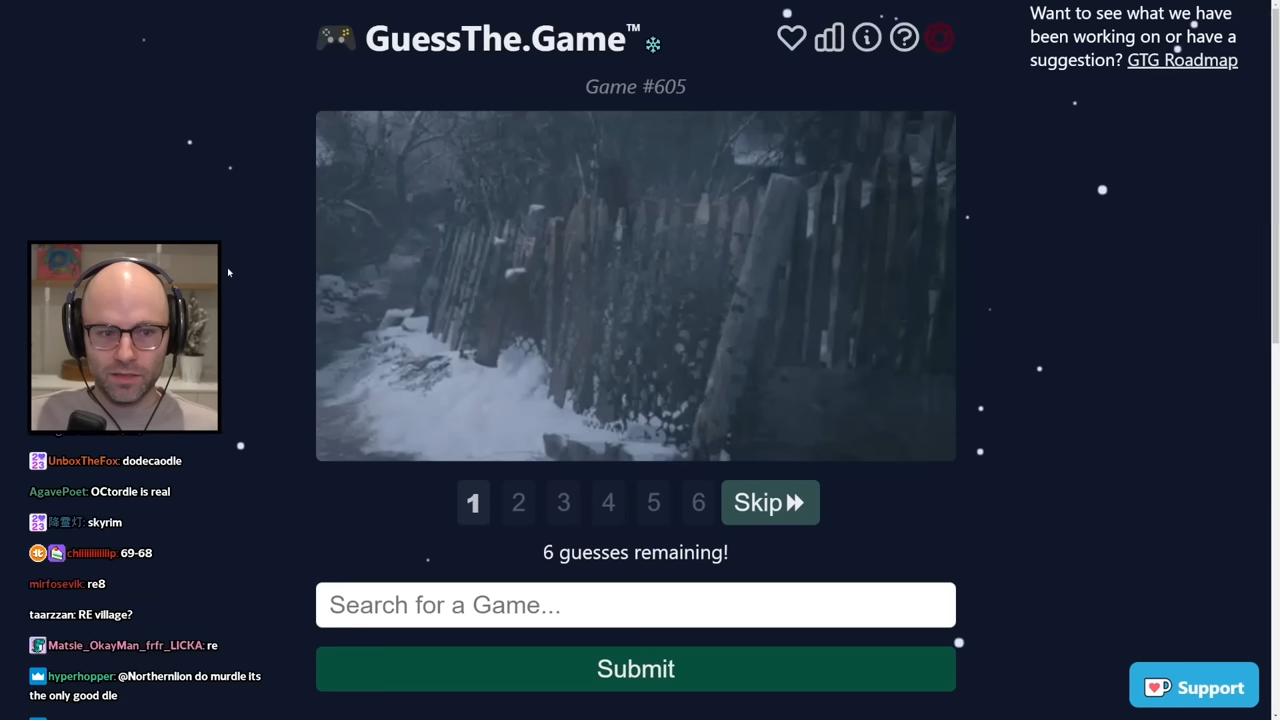 GuessThe.Game™
Want to see what we have
been working on or have a
suggestion? GTG Roadmap
Game #605
1 2 3 4 5 6 Skip
6 guesses remaining!
Search for a Game...
Submit
Support
UnboxTheFox: dodecaodle
AgavePoet: OCtordle is real
降霊灯: skyrim
69-68
mirfosevik: re8
taarzzan: RE village?
Matsie_OkayMan_frfr_LICKA: re
hyperhopper: @Northernlion do murdle its
the only good dle